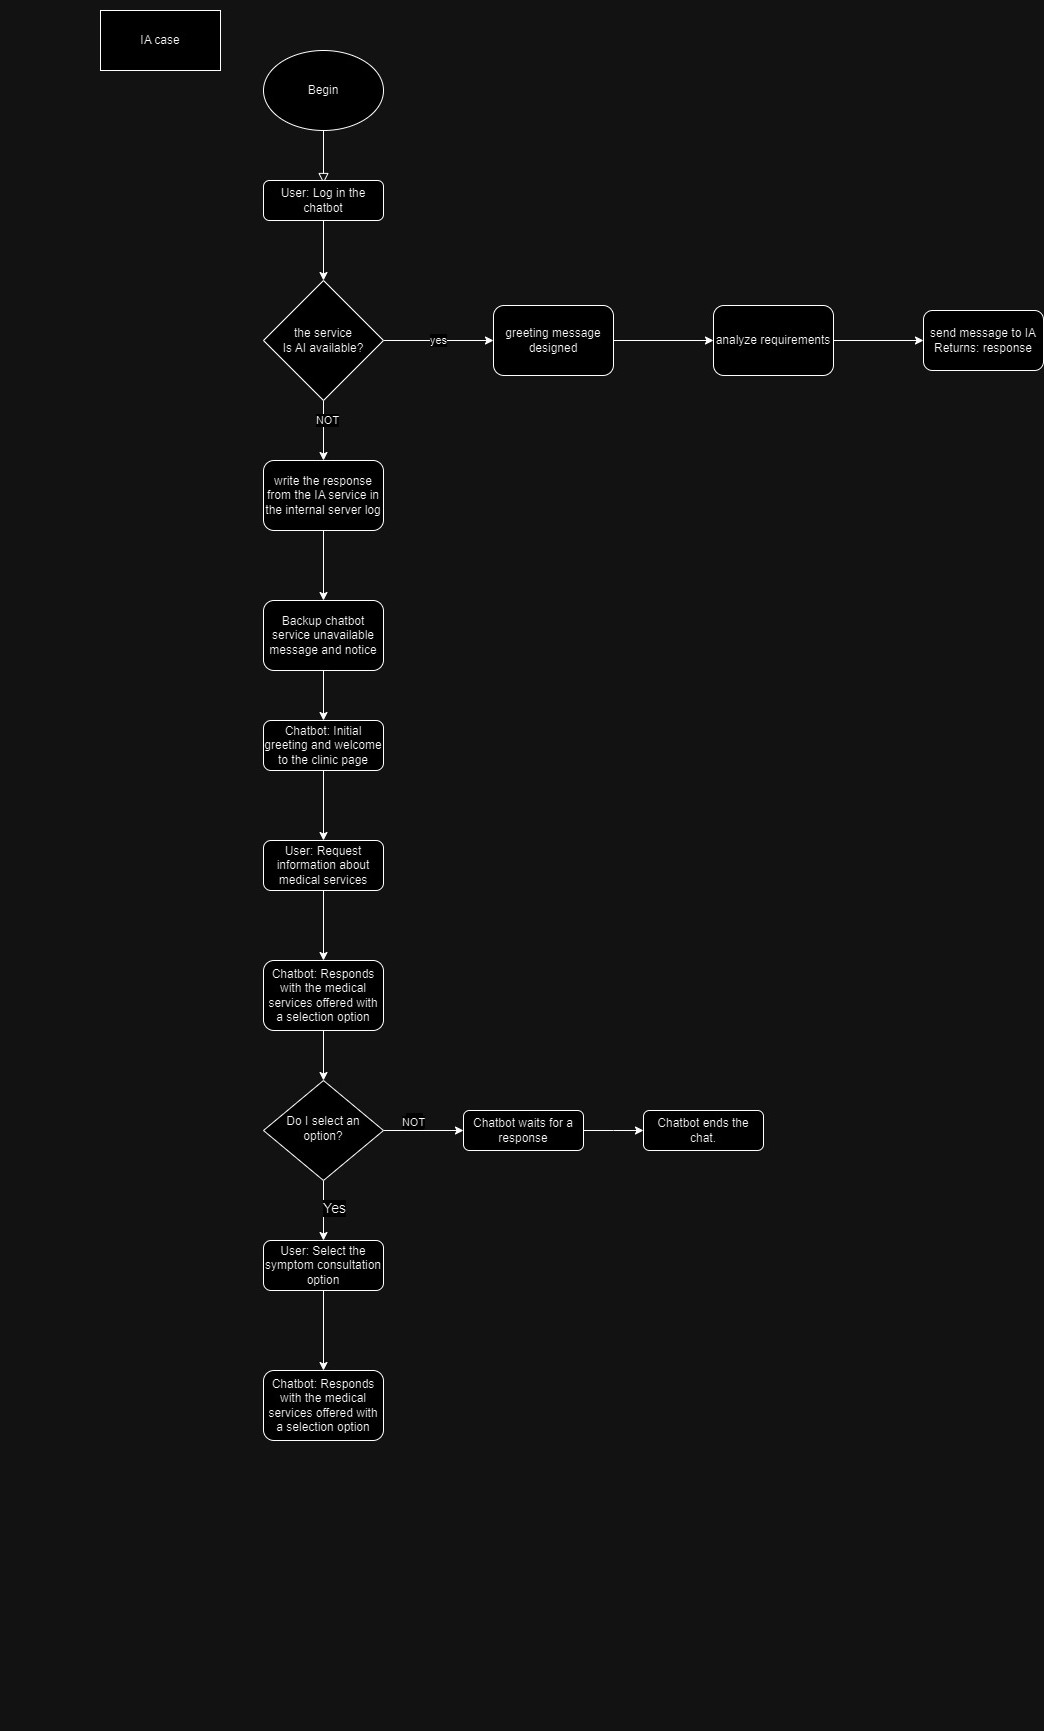 IA case
Begin
User: Log in the
chatbot
the service
Is AI available?
yes
greeting message
designed
analyze requirements
send message to IA
Returns: response
NOT
write the response
from the IA service in
the internal server log
Backup chatbot
service unavailable
message and notice
Chatbot: Initial
greeting and welcome
to the clinic page
User: Request
information about
medical services
Chatbot: Responds
with the medical
services offered with
a selection option
Do I select an
option?
NOT
Chatbot waits for a
response
Chatbot ends the
chat.
Yes
User: Select the
symptom consultation
option
Chatbot: Responds
with the medical
services offered with
a selection option